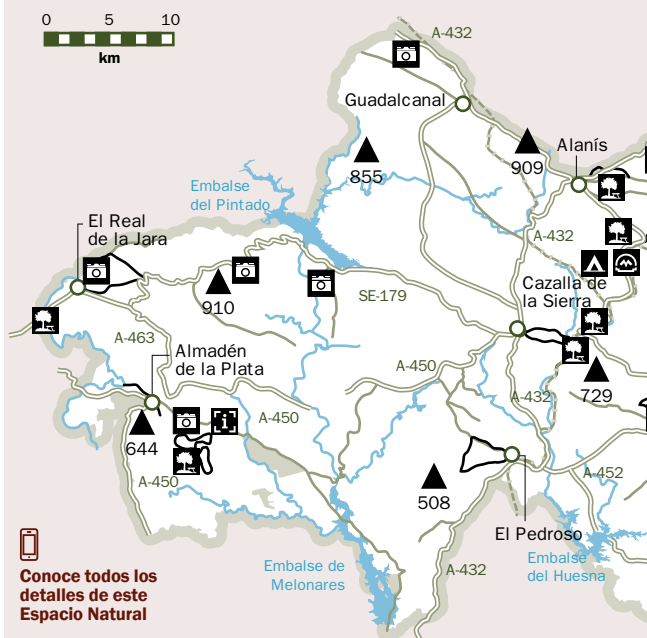 0 5 10
km
A-432
Guadalcanal
855
909
Alanís
Embalse
del Pintado
A-432
El Real
de la Jara
910
SE-179
Cazalla de
la Sierra
A-463
Almadén
de la Plata
A-450
729
A-432
A-450
644
A-450
508
A-452
El Pedroso
Embalse de
Melonares
Embalse
del Huesna
A-432
Conoce todos los
detalles de este
Espacio Natural